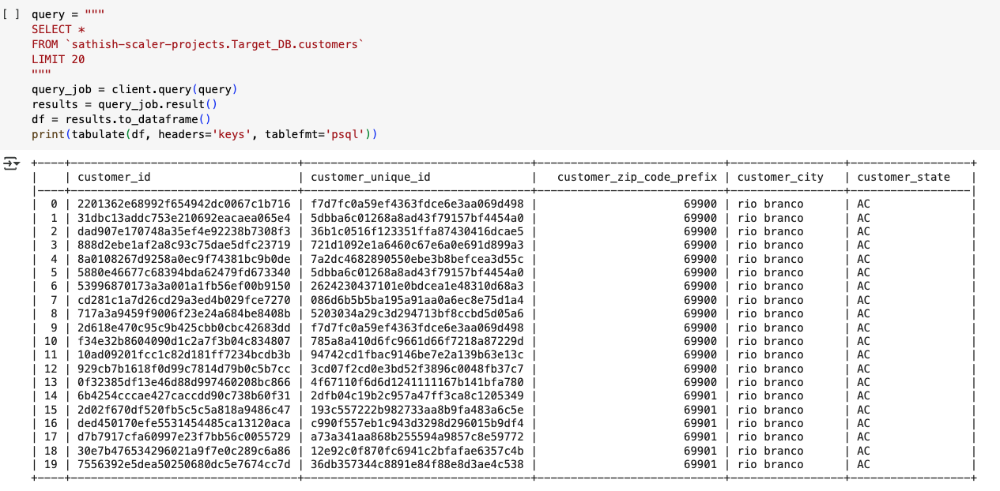 [ ] query = """
SELECT *
FROM `sathish-scaler-projects.Target_DB.customers`
LIMIT 20
"""
query_job = client.query(query)
results = query_job.result()
df = results.to_dataframe()
print(tabulate(df, headers='keys', tablefmt='psql'))
+----+----------------------------------+----------------------------------+----------------------------+-----------------+------------------+
|    | customer_id                      | customer_unique_id               |   customer_zip_code_prefix | customer_city   | customer_state   |
|----+----------------------------------+----------------------------------+----------------------------+-----------------+------------------|
|  0 | 2201362e68992f654942dc0067c1b716 | f7d7fc0a59ef4363fdce6e3aa069d498 |                      69900 | rio branco      | AC               |
|  1 | 31dbc13addc753e210692eacaea065e4 | 5dbba6c01268a8ad43f79157bf4454a0 |                      69900 | rio branco      | AC               |
|  2 | dad907e170748a35ef4e92238b7308f3 | 36b1c0516f123351ffa87430416dcae5 |                      69900 | rio branco      | AC               |
|  3 | 888d2ebe1af2a8c93c75dae5dfc23719 | 721d1092e1a6460c67e6a0e691d899a3 |                      69900 | rio branco      | AC               |
|  4 | 8a0108267d9258a0ec9f74381bc9b0de | 7a2dc4682890550ebe3b8befcea3d55c |                      69900 | rio branco      | AC               |
|  5 | 5880e46677c68394bda62479fd673340 | 5dbba6c01268a8ad43f79157bf4454a0 |                      69900 | rio branco      | AC               |
|  6 | 53996870173a3a001a1fb56ef00b9150 | 2624230437101e0bdcea1e48310d68a3 |                      69900 | rio branco      | AC               |
|  7 | cd281c1a7d26cd29a3ed4b029fce7270 | 086d6b5b5ba195a91aa0a6ec8e75d1a4 |                      69900 | rio branco      | AC               |
|  8 | 717a3a9459f9006f23e24a684be8408b | 5203034a29c3d294713bf8ccbd5d05a6 |                      69900 | rio branco      | AC               |
|  9 | 2d618e470c95c9b425cbb0cbc42683dd | f7d7fc0a59ef4363fdce6e3aa069d498 |                      69900 | rio branco      | AC               |
| 10 | f34e32b8604090d1c2a7f3b04c834807 | 785a8a410d6fc9661d66f7218a87229d |                      69900 | rio branco      | AC               |
| 11 | 10ad09201fcc1c82d181ff7234bcdb3b | 94742cd1fbac9146be7e2a139b63e13c |                      69900 | rio branco      | AC               |
| 12 | 929cb7b1618f0d99c7814d79b0c5b7cc | 3cd07f2cd0e3bd52f3896c0048fb37c7 |                      69900 | rio branco      | AC               |
| 13 | 0f32385df13e46d88d997460208bc866 | 4f67110f6d6d1241111167b141bfa780 |                      69900 | rio branco      | AC               |
| 14 | 6b4254cccae427caccdd90c738b60f31 | 2dfb04c19b2c957a47ff3ca8c1205349 |                      69901 | rio branco      | AC               |
| 15 | 2d02f670df520fb5c5c5a818a9486c47 | 193c557222b982733aa8b9fa483a6c5e |                      69901 | rio branco      | AC               |
| 16 | ded450170efe5531454485ca13120aca | c990f557eb1c943d3298d296015b9df4 |                      69901 | rio branco      | AC               |
| 17 | d7b7917cfa60997e23f7bb56c0055729 | a73a341aa868b255594a9857c8e59772 |                      69901 | rio branco      | AC               |
| 18 | 30e7b476534296021a9f7e0c289c6a86 | 12e92c0f870fc6941c2bfafae6357c4b |                      69901 | rio branco      | AC               |
| 19 | 7556392e5dea50250680dc5e7674cc7d | 36db357344c8891e84f88e8d3ae4c538 |                      69901 | rio branco      | AC               |
+----+----------------------------------+----------------------------------+----------------------------+-----------------+------------------+